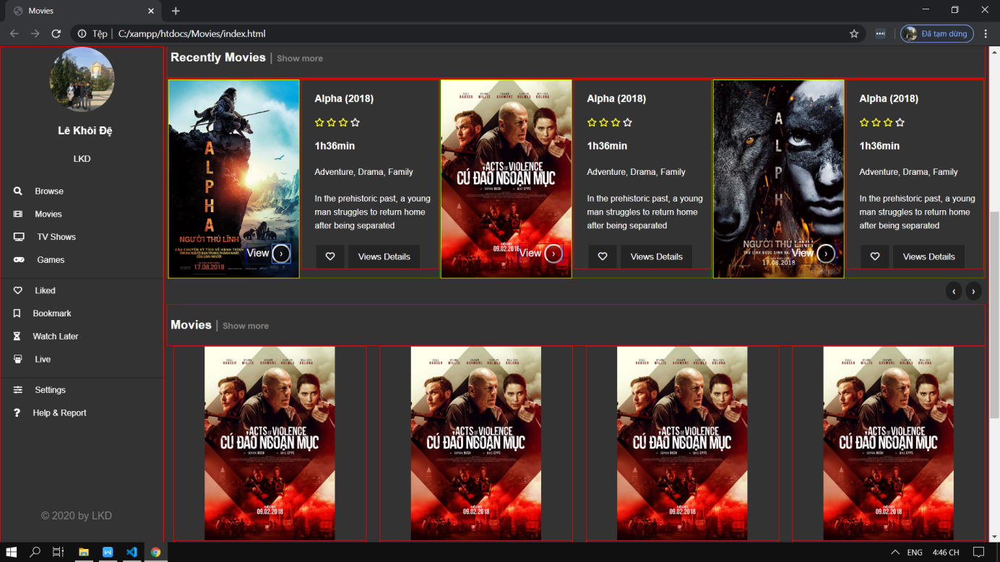 Movies
Tệp
C:/xampp/htdocs/Movies/index.html
Đã tạm dừng
Lê Khôi Đệ
LKD
Browse
Movies
TV Shows
Games
Liked
Bookmark
Watch Later
Live
Settings
Help & Report
© 2020 by LKD
Recently Movies | Show more
ALPHA
NGƯỜI THỦ LĨNH
17.08.2018
View ›
Alpha (2018)
1h36min
Adventure, Drama, Family
In the prehistoric past, a young
man struggles to return home
after being separated
Views Details
ACTS OF VIOLENCE
CÚ ĐÁO NGOẠN MỤC
09.02.2018
View ›
Alpha (2018)
1h36min
Adventure, Drama, Family
In the prehistoric past, a young
man struggles to return home
after being separated
Views Details
ALPHA
NGƯỜI THỦ LĨNH
17.08.2018
View ›
Alpha (2018)
1h36min
Adventure, Drama, Family
In the prehistoric past, a young
man struggles to return home
after being separated
Views Details
‹ ›
Movies | Show more
ACTS OF VIOLENCE
CÚ ĐÁO NGOẠN MỤC
09.02.2018
ACTS OF VIOLENCE
CÚ ĐÁO NGOẠN MỤC
09.02.2018
ACTS OF VIOLENCE
CÚ ĐÁO NGOẠN MỤC
09.02.2018
ACTS OF VIOLENCE
CÚ ĐÁO NGOẠN MỤC
09.02.2018
ENG
4:46 CH